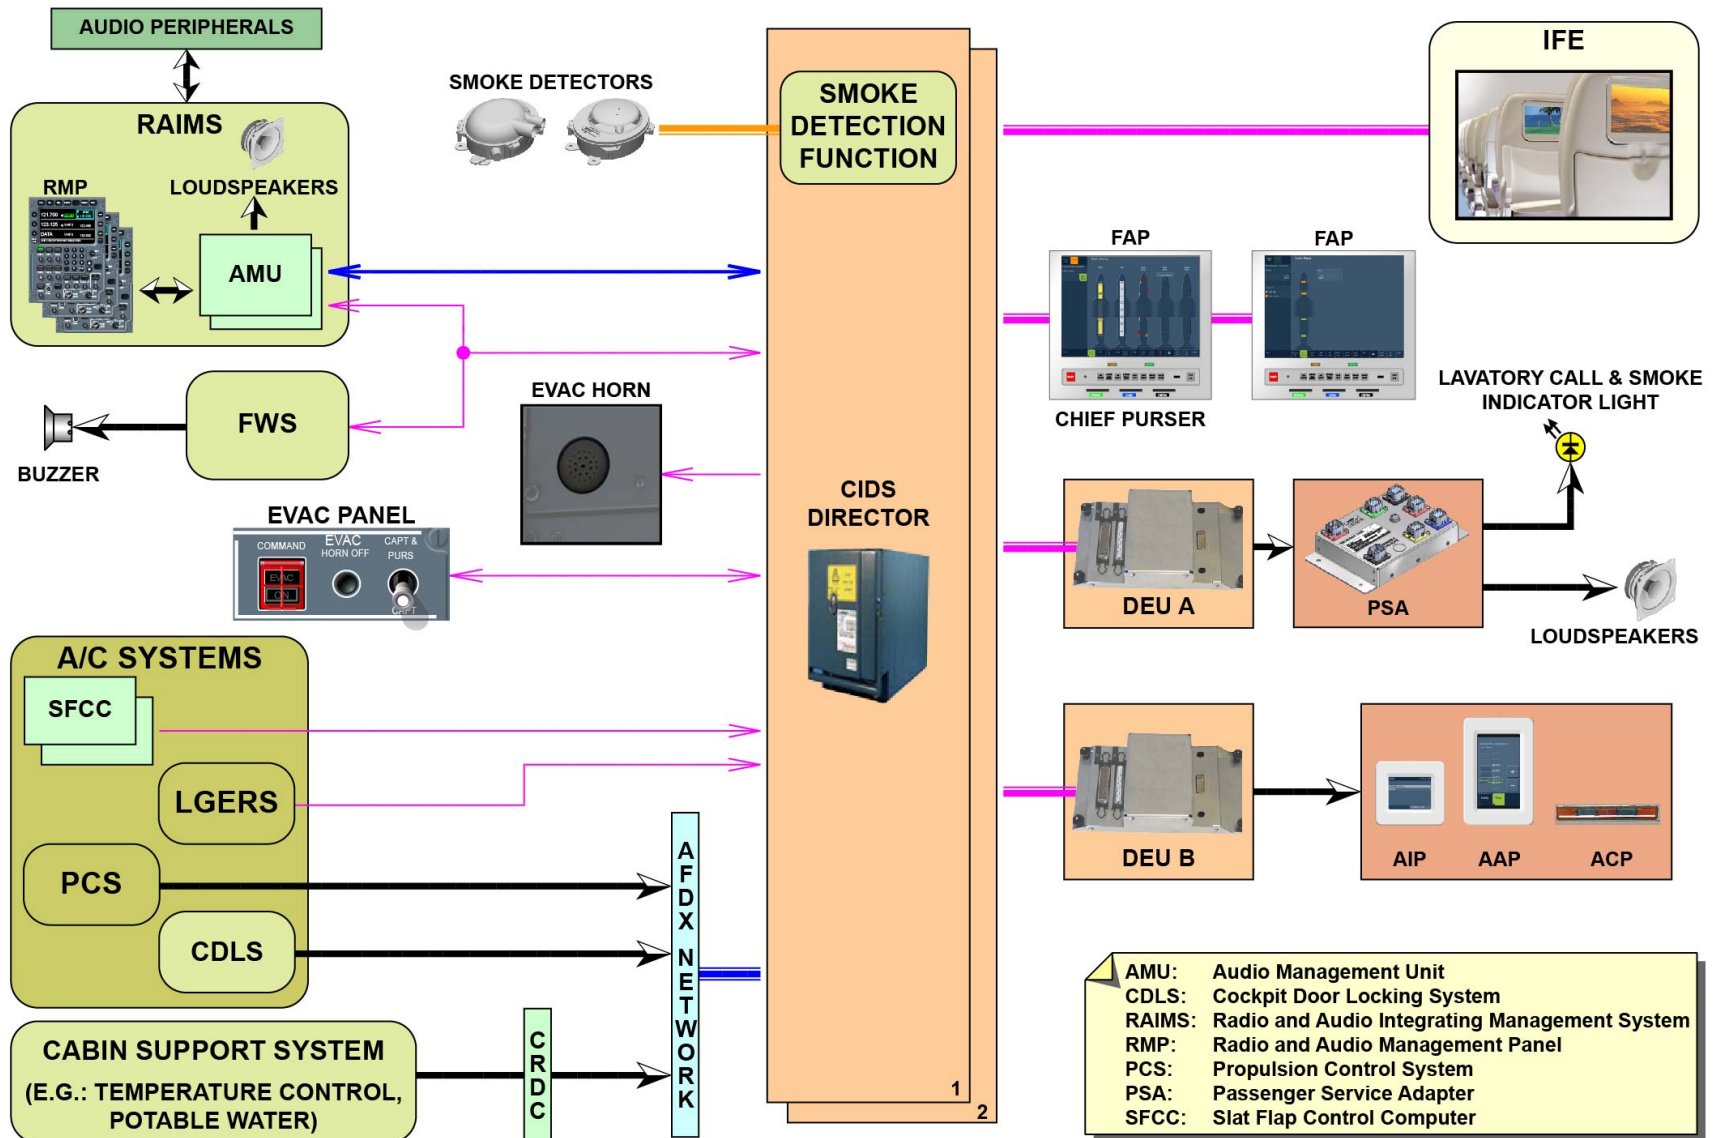 AUDIO PERIPHERALS
RAIMS
LOUDSPEAKERS
RMP
AMU
SMOKE DETECTORS
SMOKE
DETECTION
FUNCTION
IFE
FAP
FAP
CHIEF PURSER
FWS
BUZZER
EVAC HORN
EVAC PANEL
COMMAND
EVAC
HORN OFF
CAPT &
PURS
EVAC
ON
CAPT
CIDS
DIRECTOR
LAVATORY CALL & SMOKE
INDICATOR LIGHT
DEU A
PSA
LOUDSPEAKERS
A/C SYSTEMS
SFCC
LGERS
PCS
CDLS
AFDX NETWORK
CABIN SUPPORT SYSTEM
(E.G.: TEMPERATURE CONTROL,
POTABLE WATER)
CRDC
1
2
DEU B
AIP
AAP
ACP
AMU: Audio Management Unit
CDLS: Cockpit Door Locking System
RAIMS: Radio and Audio Integrating Management System
RMP: Radio and Audio Management Panel
PCS: Propulsion Control System
PSA: Passenger Service Adapter
SFCC: Slat Flap Control Computer